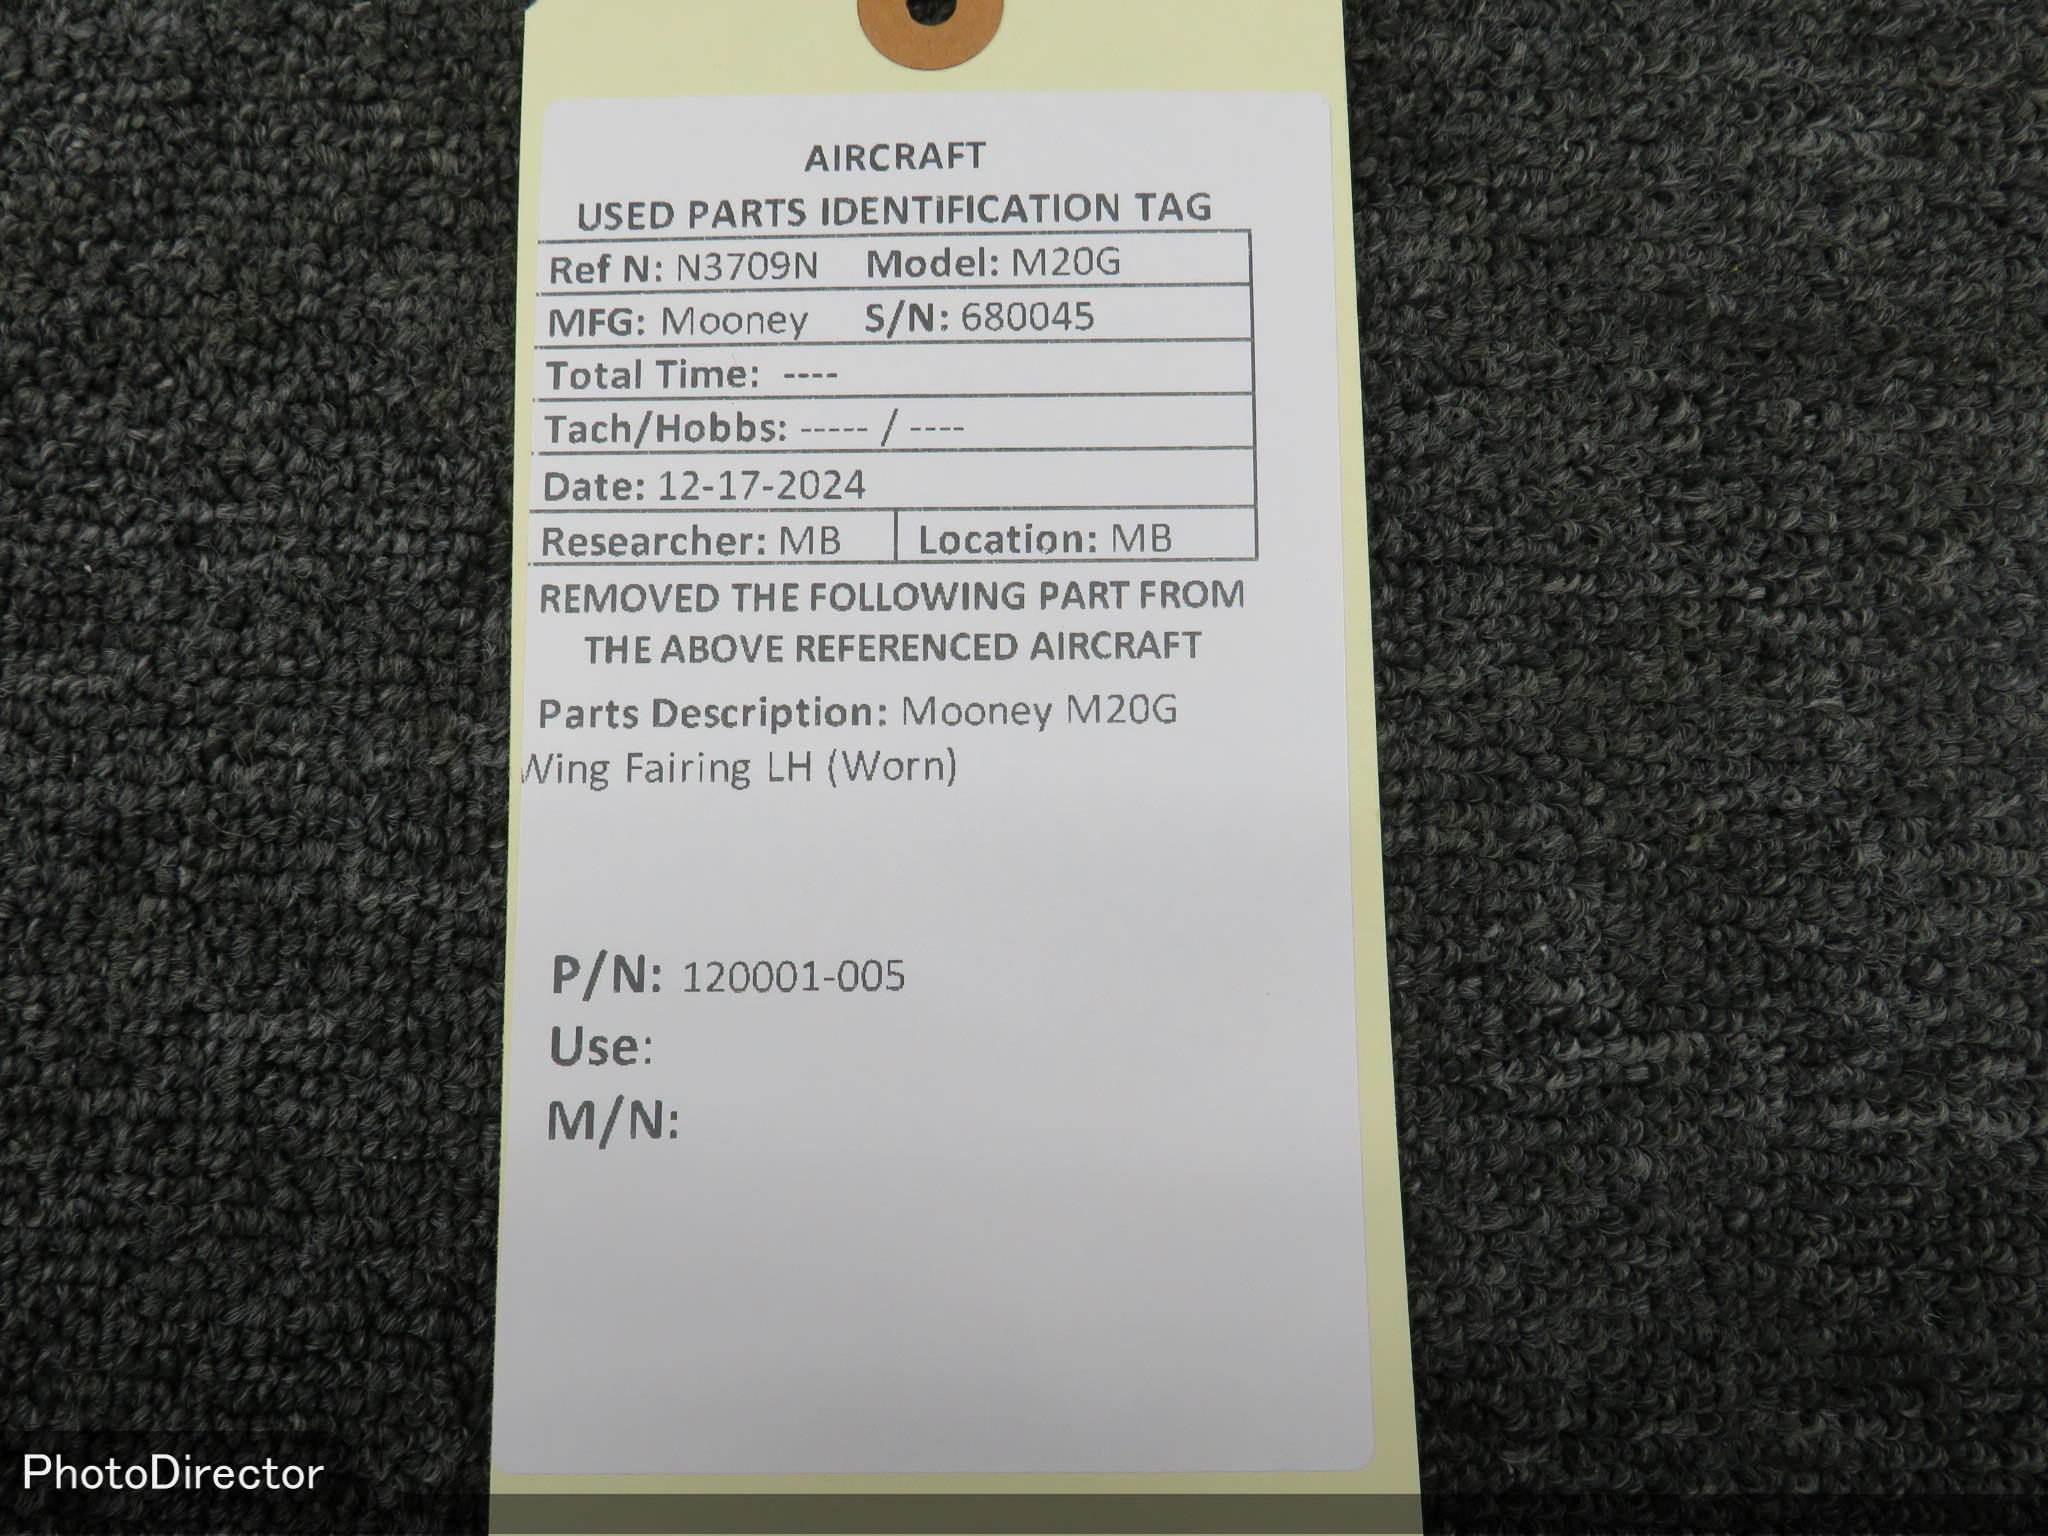 AIRCRAFT
USED PARTS IDENTIFICATION TAG
Ref N: N3709N Model: M20G
MFG: Mooney S/N: 680045
Total Time: ----
Tach/Hobbs: ----- / ----
Date: 12-17-2024
Researcher: MB Location: MB
REMOVED THE FOLLOWING PART FROM
THE ABOVE REFERENCED AIRCRAFT
Parts Description: Mooney M20G
Wing Fairing LH (Worn)
P/N: 120001-005
Use:
M/N:
PhotoDirector